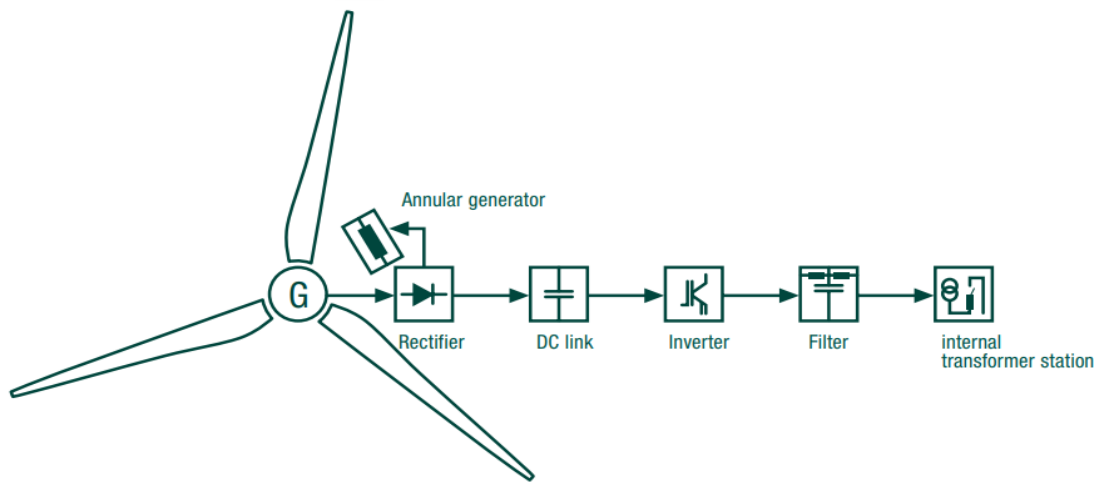 Annular generator
G
Rectifier
DC link
Inverter
Filter
internal
transformer station